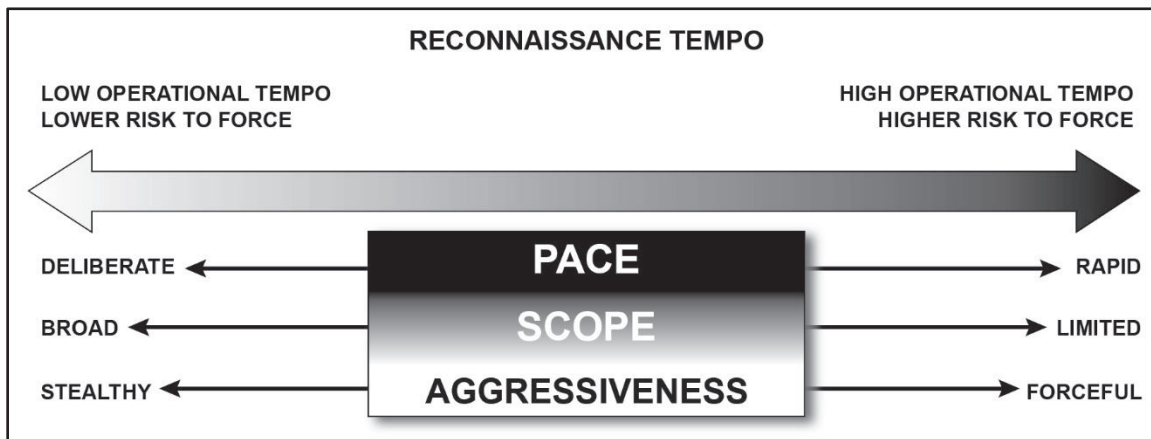 RECONNAISSANCE TEMPO
LOW OPERATIONAL TEMPO
LOWER RISK TO FORCE
HIGH OPERATIONAL TEMPO
HIGHER RISK TO FORCE
DELIBERATE PACE RAPID
BROAD SCOPE LIMITED
STEALTHY AGGRESSIVENESS FORCEFUL